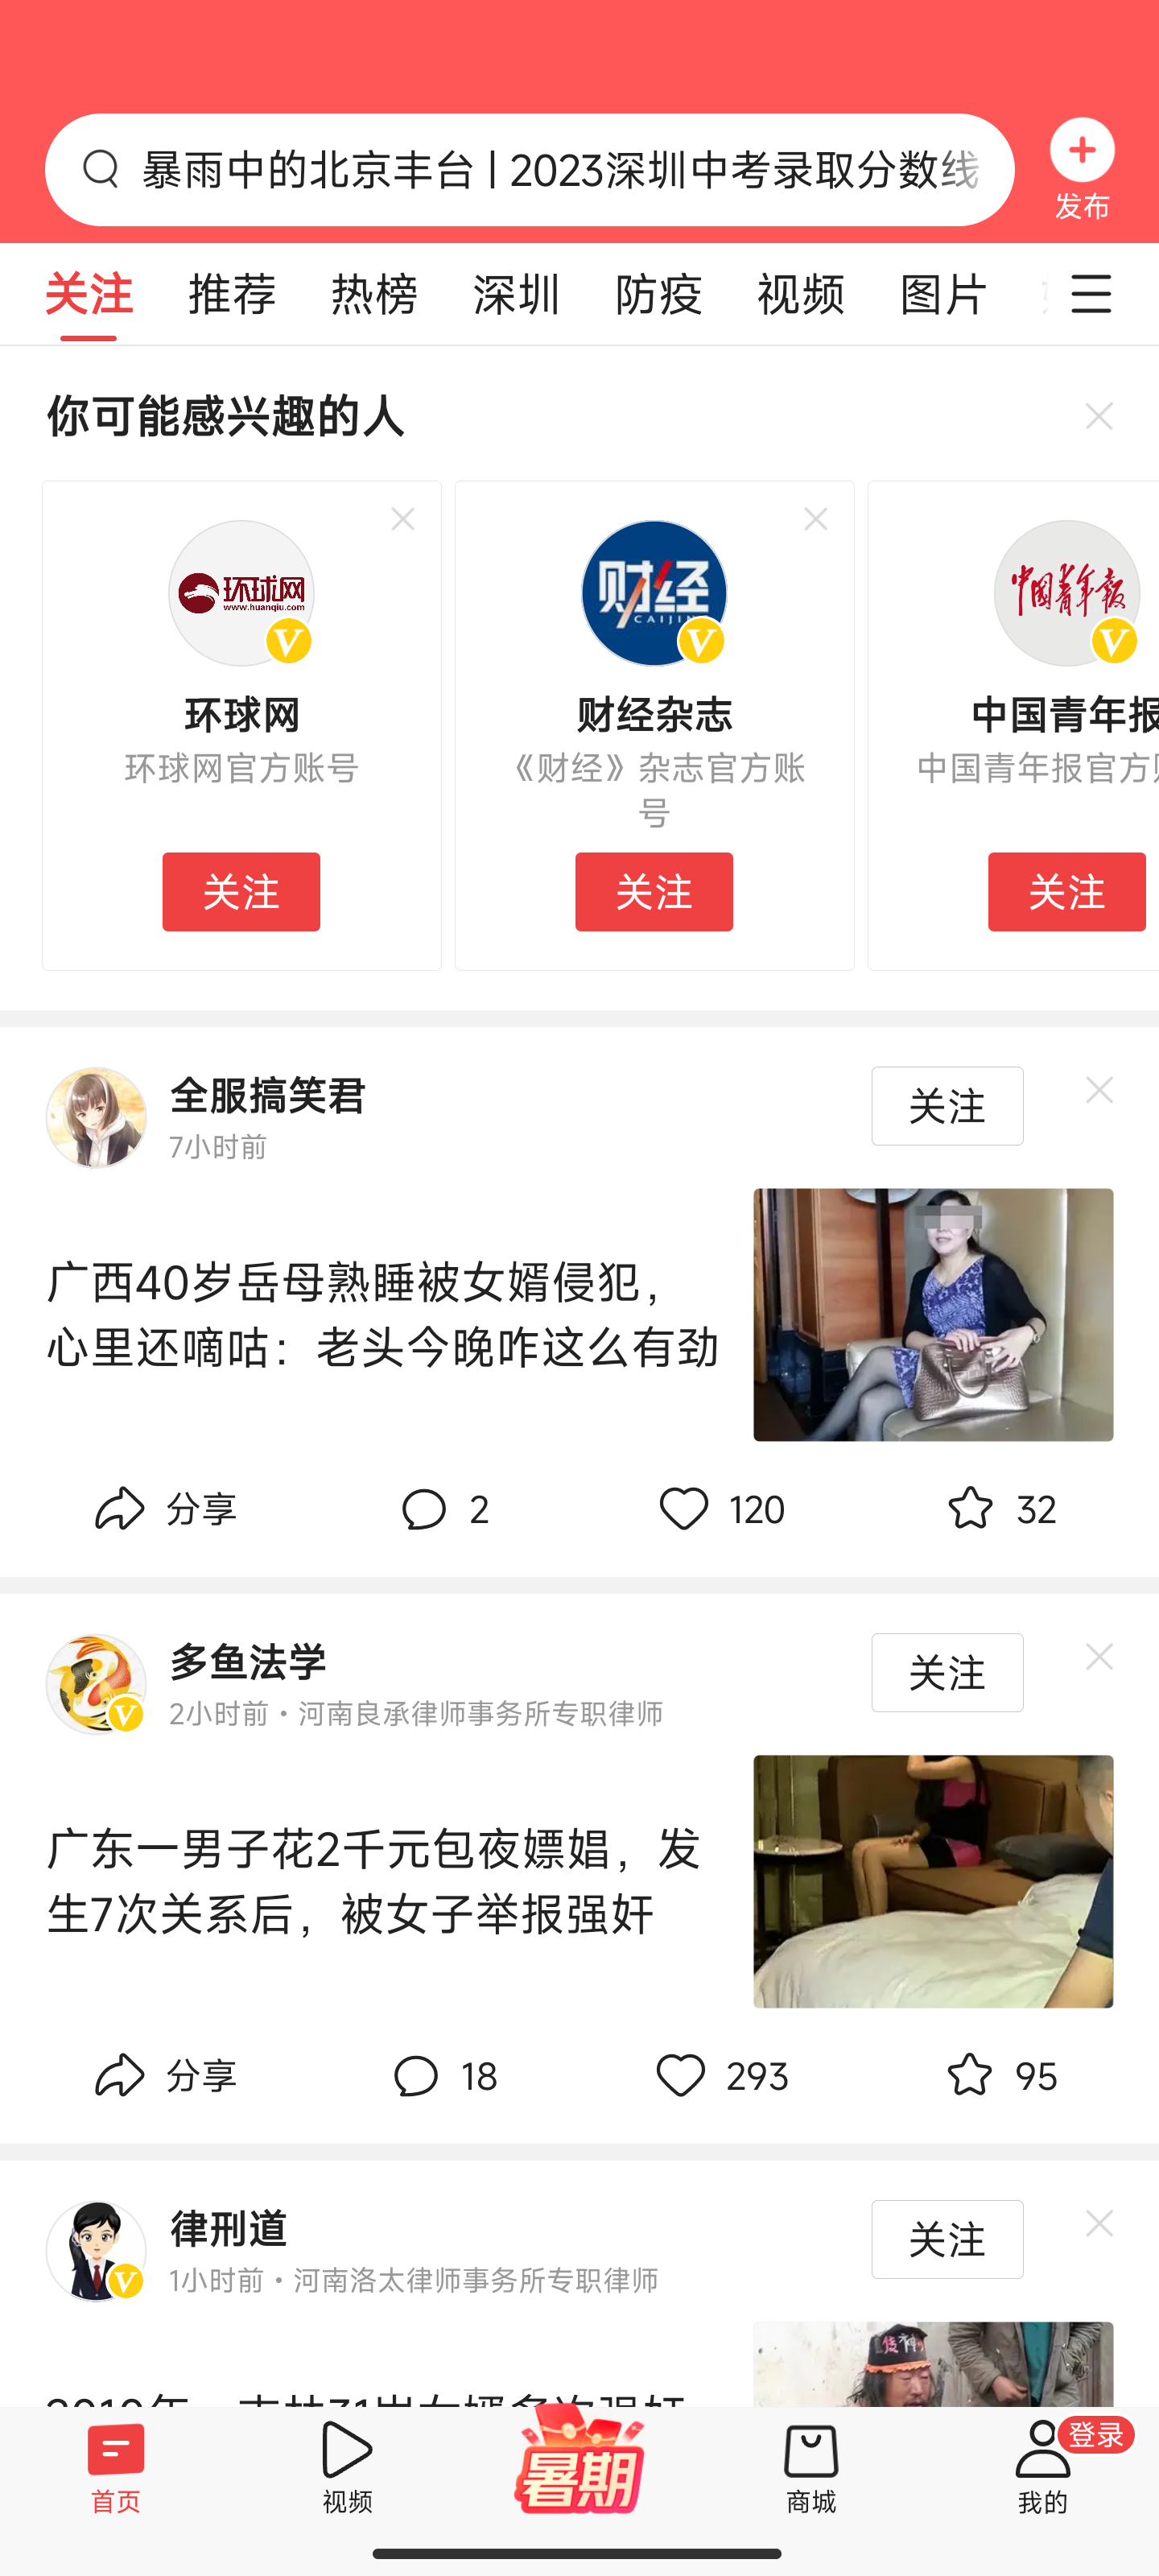 暴雨中的北京丰台 | 2023深圳中考录取分数线
发布
关注 推荐 热榜 深圳 防疫 视频 图片
你可能感兴趣的人
环球网
www.huanqiu.com
财经
CAIJIN
中国青年报
V V V
环球网 财经杂志 中国青年报
环球网官方账号 《财经》杂志官方账 中国青年报官方
号
关注 关注 关注
全服搞笑君 关注
7小时前
广西40岁岳母熟睡被女婿侵犯,
心里还嘀咕:老头今晚咋这么有劲
分享 2 120 32
多鱼法学 关注
V
2小时前・河南良承律师事务所专职律师
广东一男子花2千元包夜嫖娼,发
生7次关系后,被女子举报强奸
分享 18 293 95
律刑道 关注
V
1小时前・河南洛太律师事务所专职律师
登录
暑期
首页 视频 商城 我的